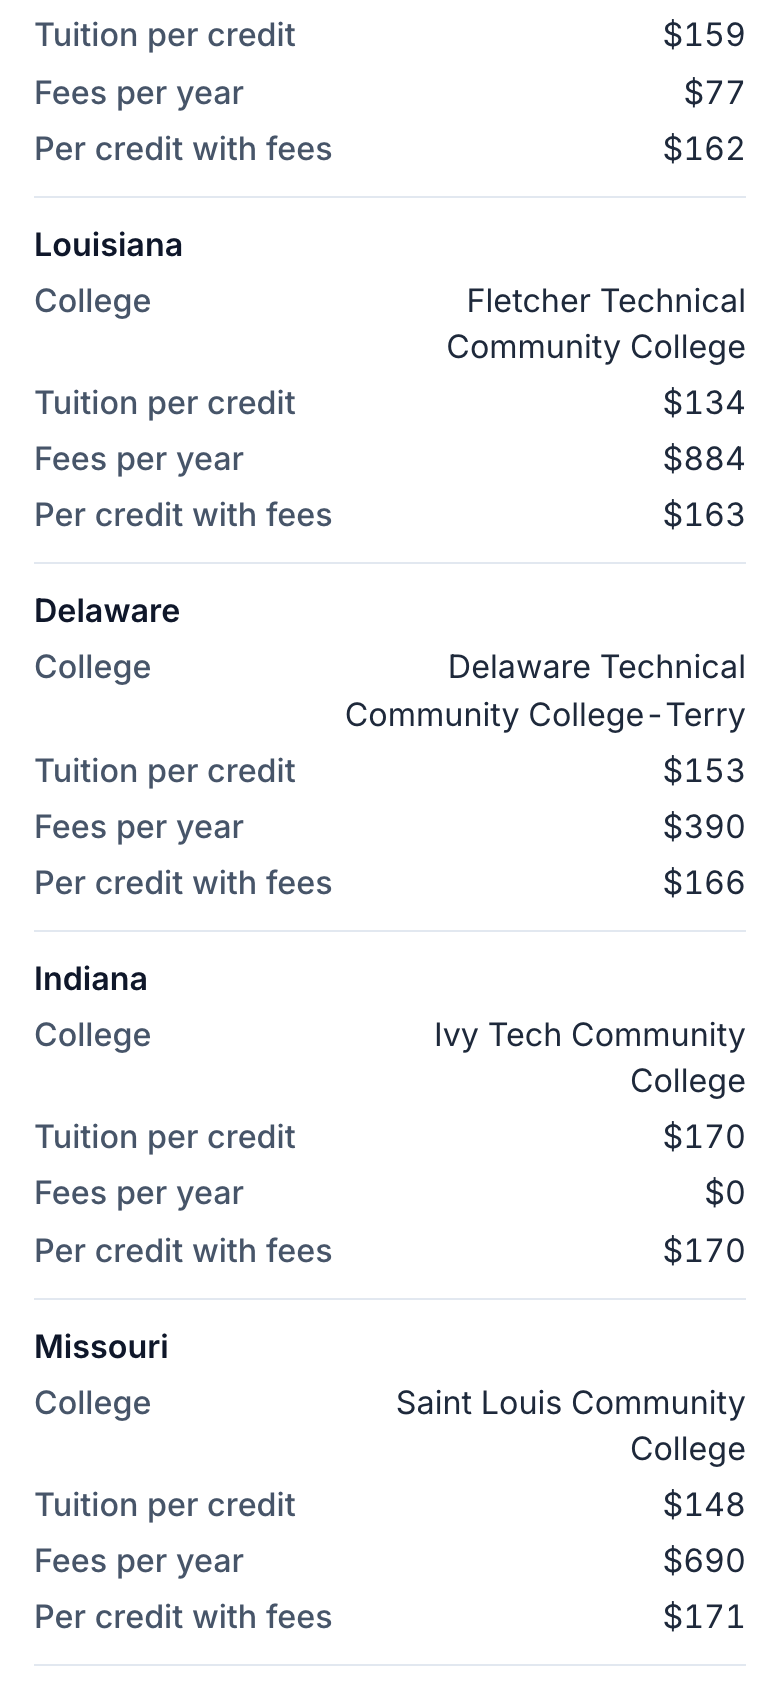 Tuition per credit $159
Fees per year $77
Per credit with fees $162
Louisiana
College Fletcher Technical
Community College
Tuition per credit $134
Fees per year $884
Per credit with fees $163
Delaware
College Delaware Technical
Community College-Terry
Tuition per credit $153
Fees per year $390
Per credit with fees $166
Indiana
College Ivy Tech Community
College
Tuition per credit $170
Fees per year $0
Per credit with fees $170
Missouri
College Saint Louis Community
College
Tuition per credit $148
Fees per year $690
Per credit with fees $171